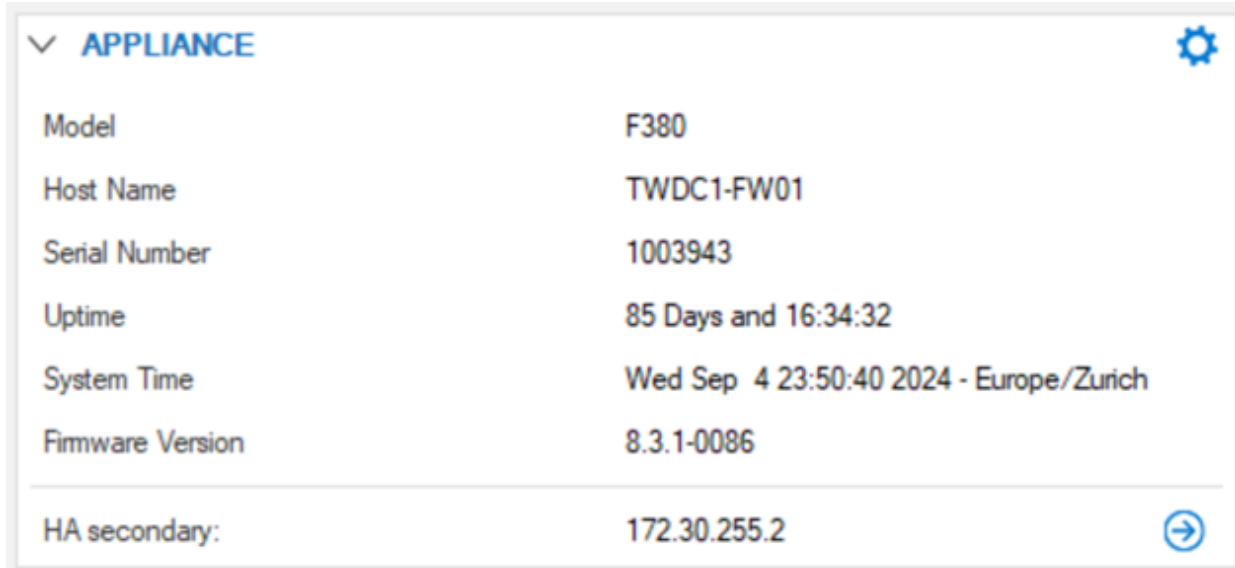 APPLIANCE
Model F380
Host Name TWDC1-FW01
Serial Number 1003943
Uptime 85 Days and 16:34:32
System Time Wed Sep  4 23:50:40 2024 - Europe/Zurich
Firmware Version 8.3.1-0086
HA secondary: 172.30.255.2